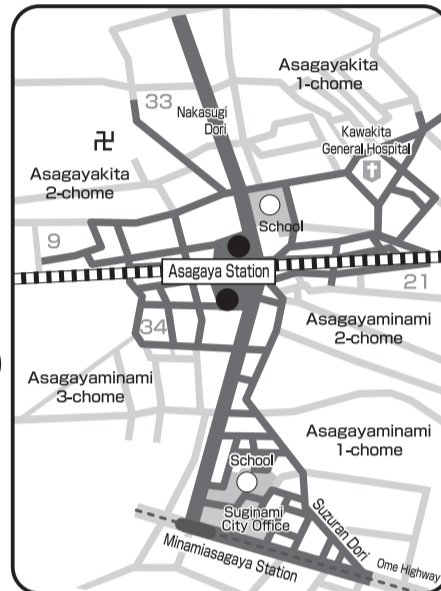 Asagayakita
1-chome
33
Nakasugi
Dori
Kawakita
General Hospital
卍
Asagayakita
2-chome
School
9
Asagaya Station
21
34
Asagayaminami
2-chome
Asagayaminami
3-chome
Asagayaminami
1-chome
School
Suginami
City Office
Suzuran Dori
Minamiasagaya Station
Ome Highway